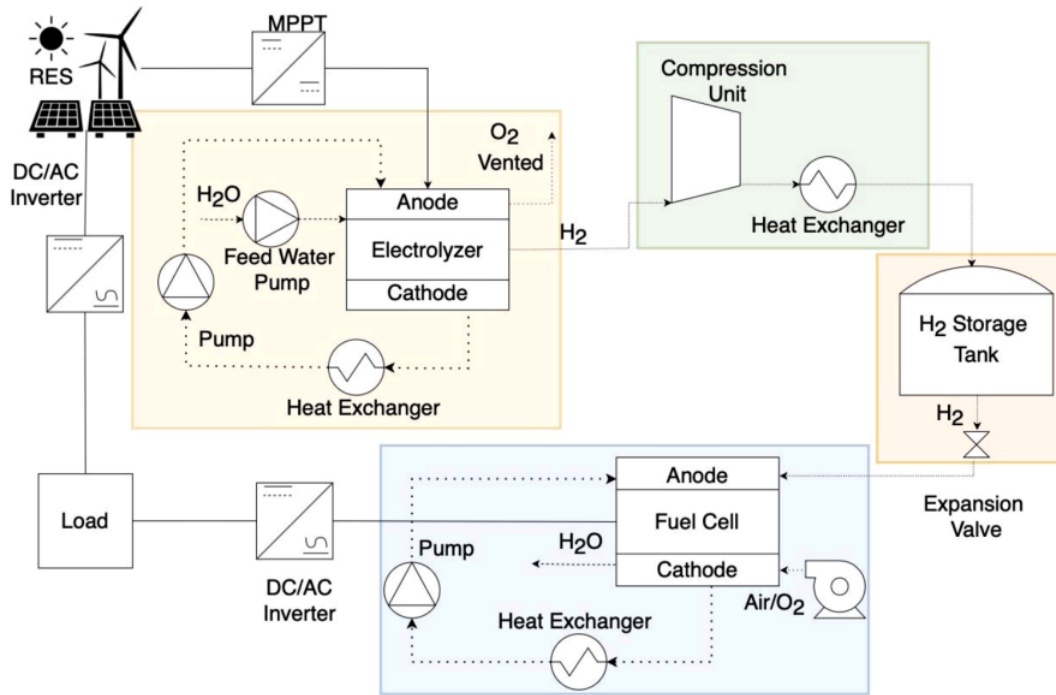 MPPT
RES
DC/AC
Inverter
O2
Vented
H2O
Feed Water
Pump
Anode
Electrolyzer
Cathode
Pump
Heat Exchanger
H2
Compression
Unit
Heat Exchanger
H2 Storage
Tank
H2
Expansion
Valve
Load
DC/AC
Inverter
Pump
H2O
Anode
Fuel Cell
Cathode
Air/O2
Heat Exchanger